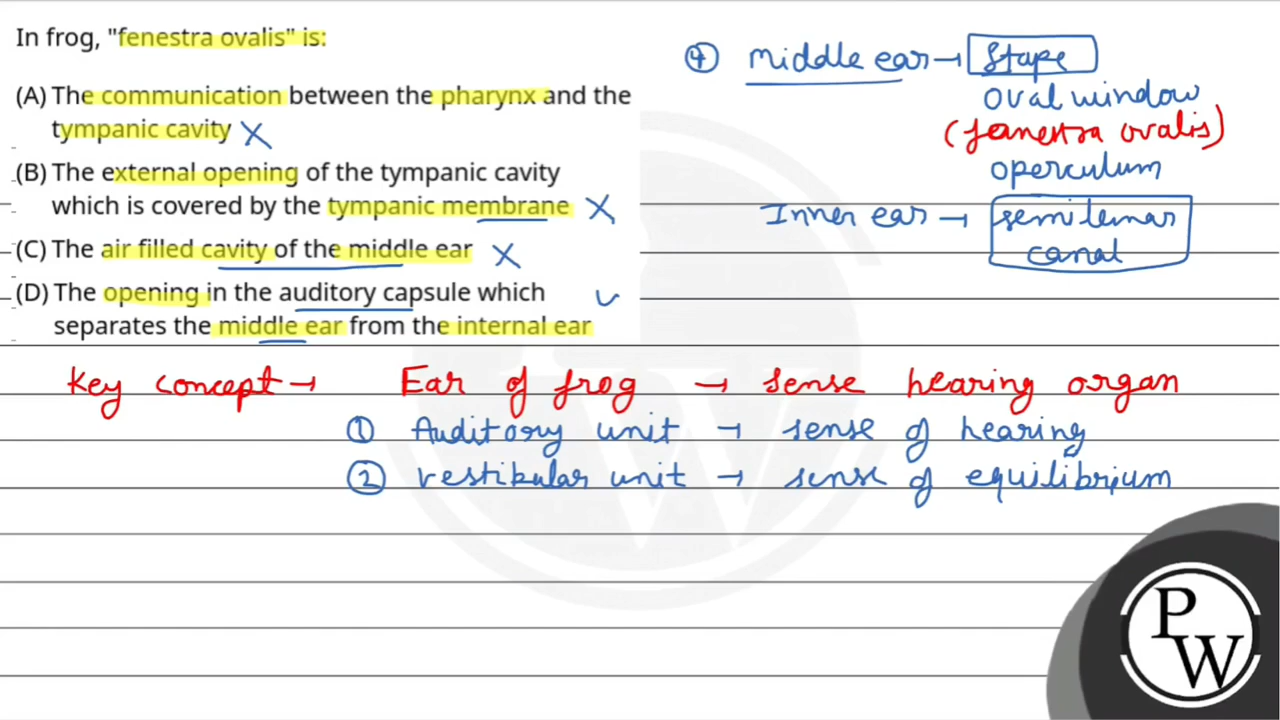 In frog, "fenestra ovalis" is:
(A) The communication between the pharynx and the
tympanic cavity X
(B) The external opening of the tympanic cavity
which is covered by the tympanic membrane X
(C) The air filled cavity of the middle ear X
(D) The opening in the auditory capsule which ✓
separates the middle ear from the internal ear
④ Middle ear → Stape
oval window
(feanestra ovalis)
operculum
Inner ear → semilemar
canal
Key concept → Ear of frog → sense hearing organ
① Auditory unit → sense of hearing
② Vestibular unit → sense of equilibrium
P
W